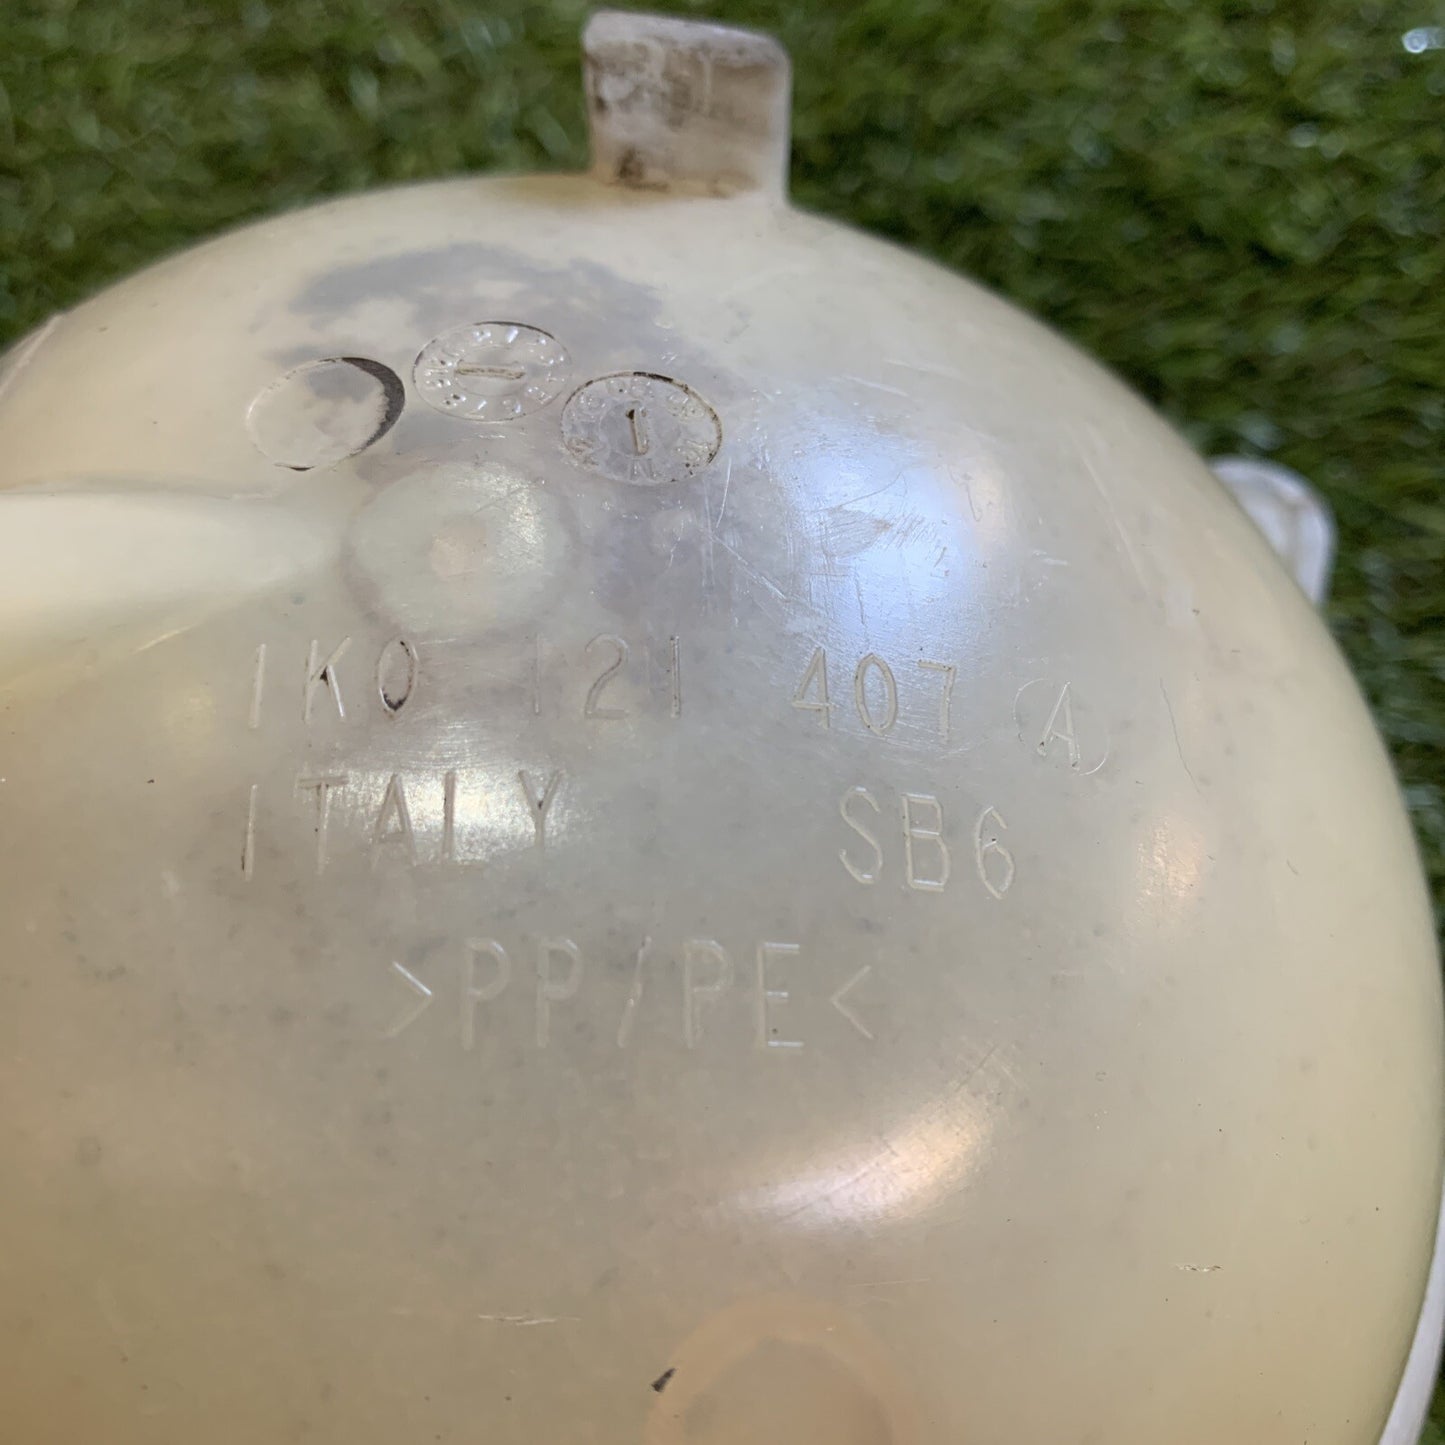 1K0 121 407 A
ITALY SB6
>PP/PE<